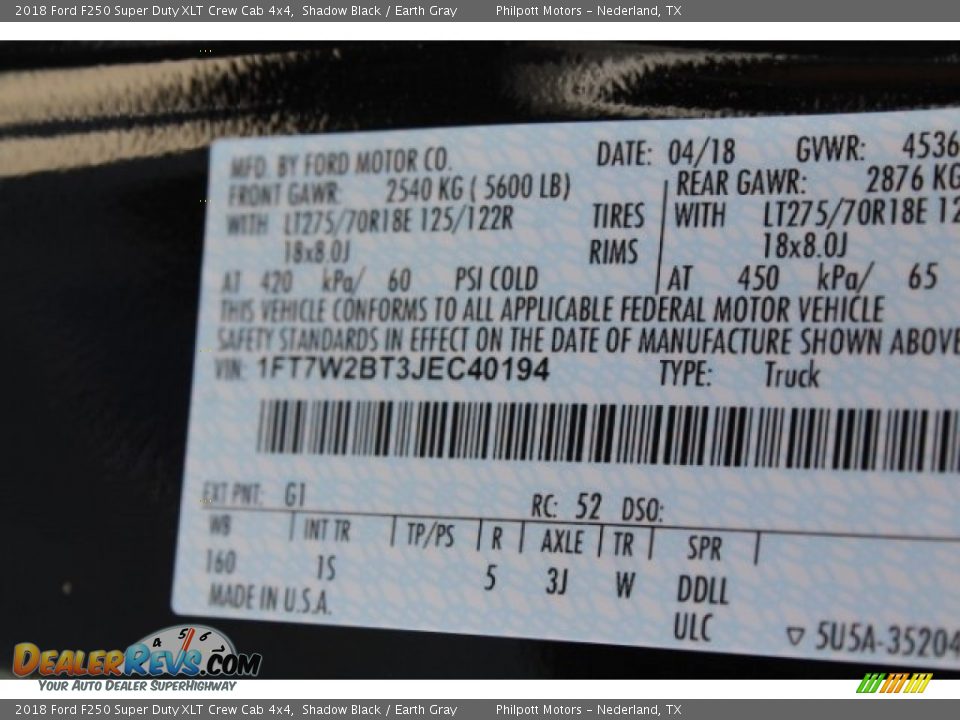 2018 Ford F250 Super Duty XLT Crew Cab 4x4, Shadow Black / Earth Gray Philpott Motors - Nederland, TX
MFD. BY FORD MOTOR CO. DATE: 04/18 GVWR: 4536
FRONT GAWR: 2540 KG ( 5600 LB) REAR GAWR: 2876 KG
WITH LT275/70R18E 125/122R TIRES WITH LT275/70R18E 12
18x8.0J RIMS 18x8.0J
AT 420 kPa/ 60 PSI COLD AT 450 kPa/ 65
THIS VEHICLE CONFORMS TO ALL APPLICABLE FEDERAL MOTOR VEHICLE
SAFETY STANDARDS IN EFFECT ON THE DATE OF MANUFACTURE SHOWN ABOVE
VIN: 1FT7W2BT3JEC40194 TYPE: Truck
EXT PNT: G1 RC: 52 DSO:
WB INT TR TP/PS R AXLE TR SPR
160 1S 5 3J W DDLL
MADE IN U.S.A. ULC ▽ 5U5A-35204
4 5 6
DealerRevs.com
Your Auto Dealer SuperHighway
2018 Ford F250 Super Duty XLT Crew Cab 4x4, Shadow Black / Earth Gray Philpott Motors - Nederland, TX